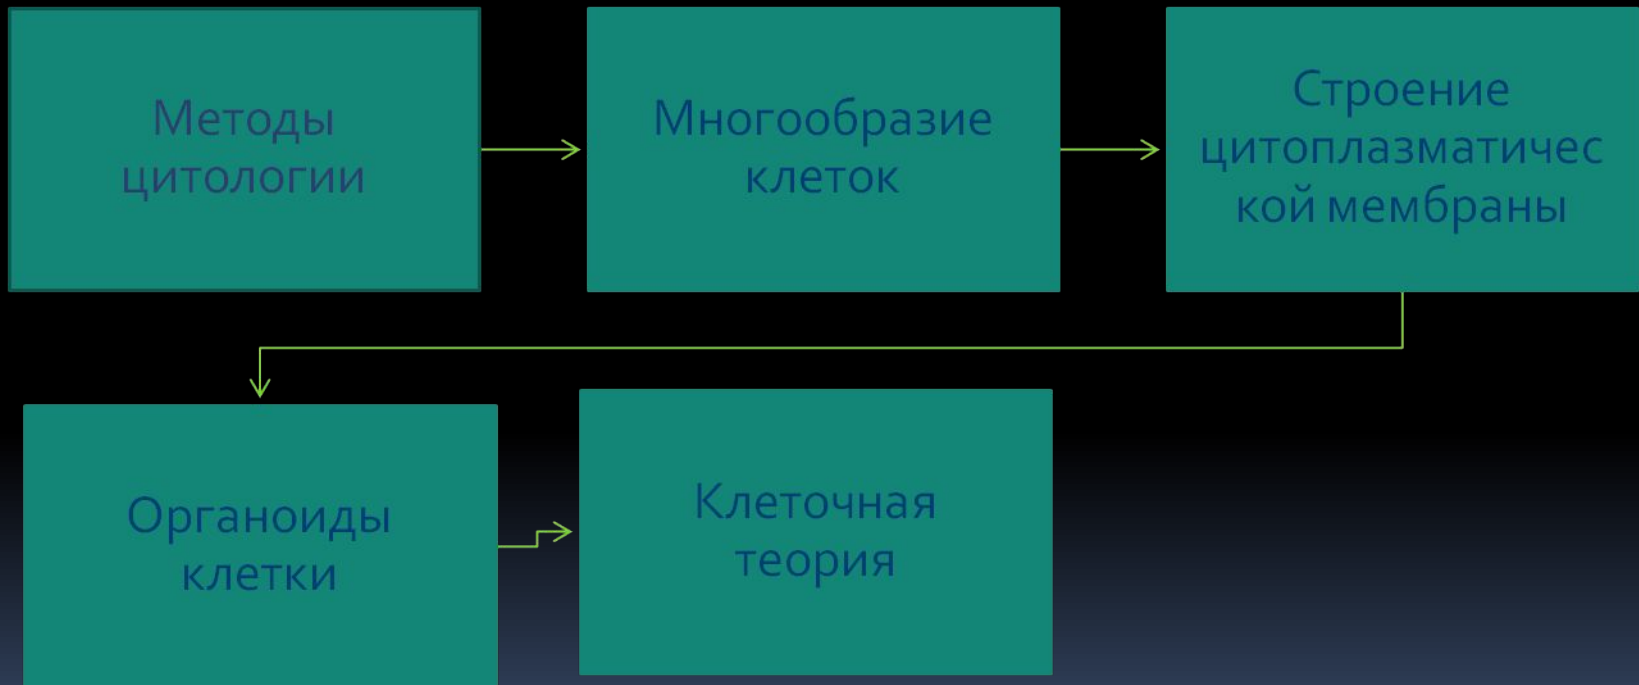 Методы
цитологии
Многообразие
клеток
Строение
цитоплазматичес
кой мембраны
Органоиды
клетки
Клеточная
теория